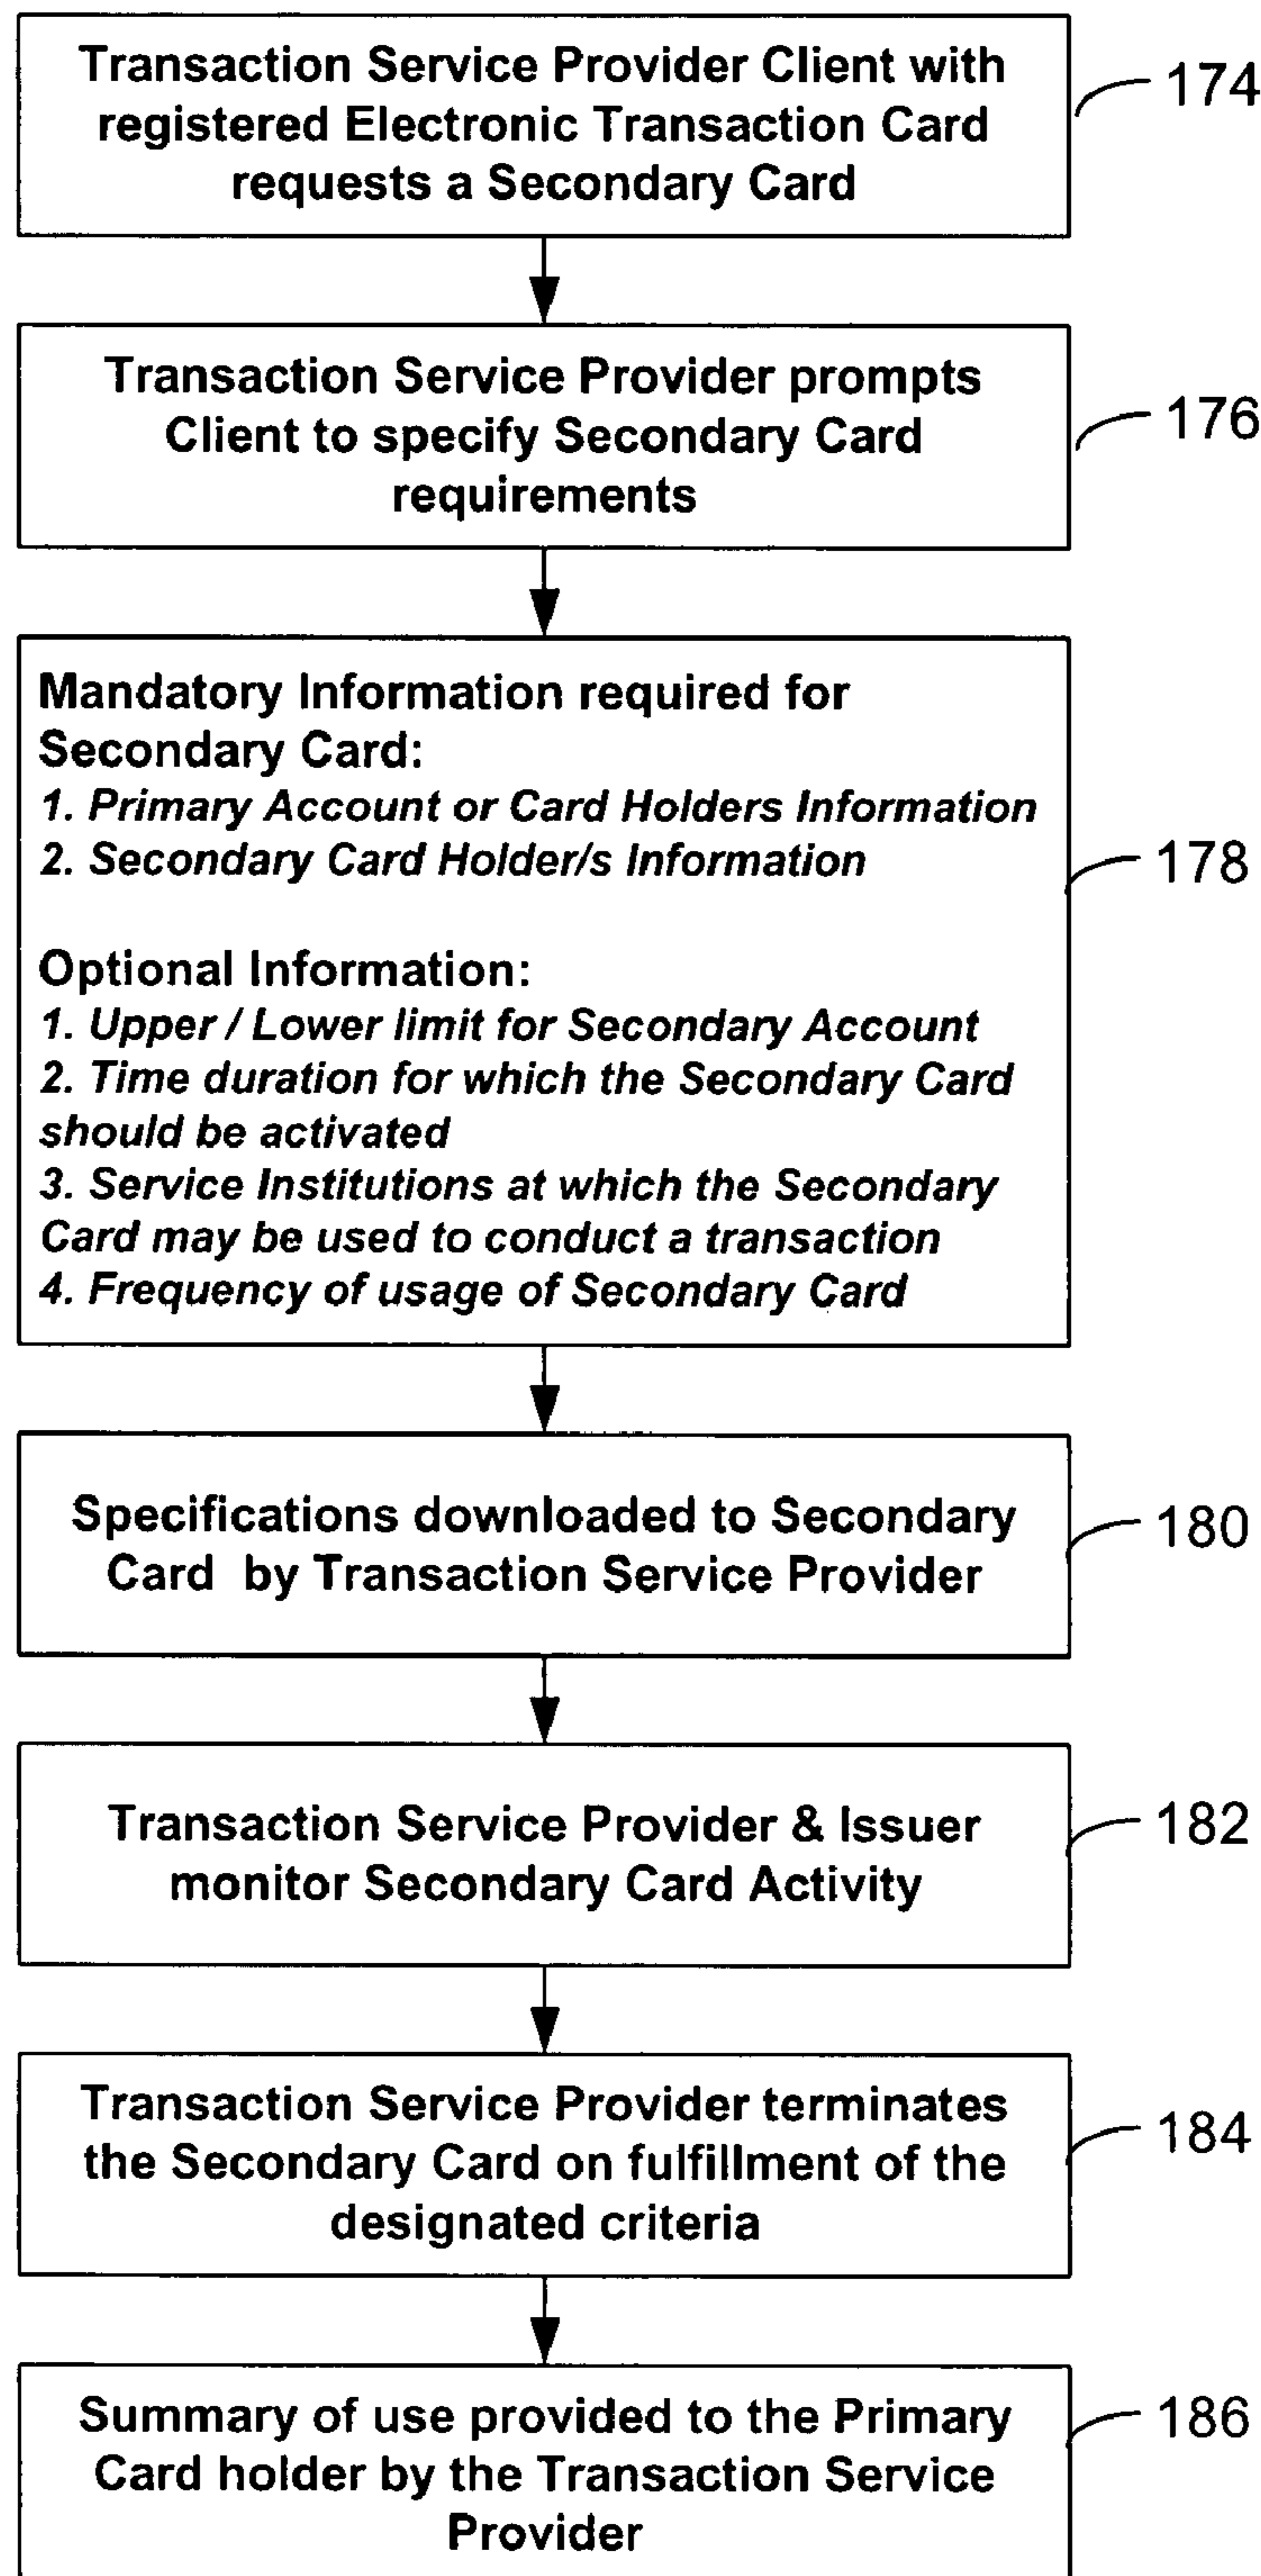 Transaction Service Provider Client with
registered Electronic Transaction Card
requests a Secondary Card
174
Transaction Service Provider prompts
Client to specify Secondary Card
requirements
176
Mandatory Information required for
Secondary Card:
1. Primary Account or Card Holders Information
2. Secondary Card Holder/s Information
Optional Information:
1. Upper / Lower limit for Secondary Account
2. Time duration for which the Secondary Card
should be activated
3. Service Institutions at which the Secondary
Card may be used to conduct a transaction
4. Frequency of usage of Secondary Card
178
Specifications downloaded to Secondary
Card by Transaction Service Provider
180
Transaction Service Provider & Issuer
monitor Secondary Card Activity
182
Transaction Service Provider terminates
the Secondary Card on fulfillment of the
designated criteria
184
Summary of use provided to the Primary
Card holder by the Transaction Service
Provider
186